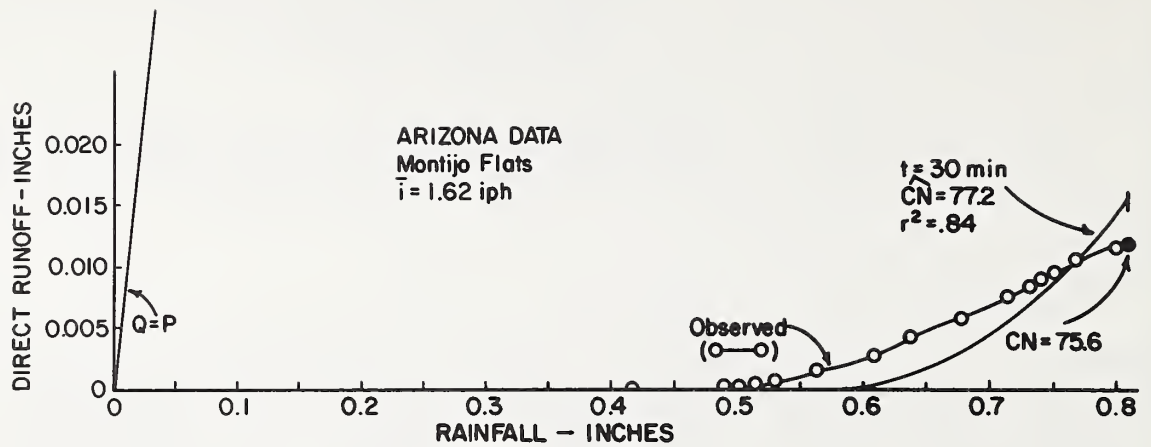 DIRECT RUNOFF-INCHES
0.020
0.015
0.010
0.005
0
Q=P
ARIZONA DATA
Montijo Flats
i̅ = 1.62 iph
t = 30 min
ĈN = 77.2
r² = .84
Observed
( )
CN = 75.6
0 0.1 0.2 0.3 0.4 0.5 0.6 0.7 0.8
RAINFALL - INCHES